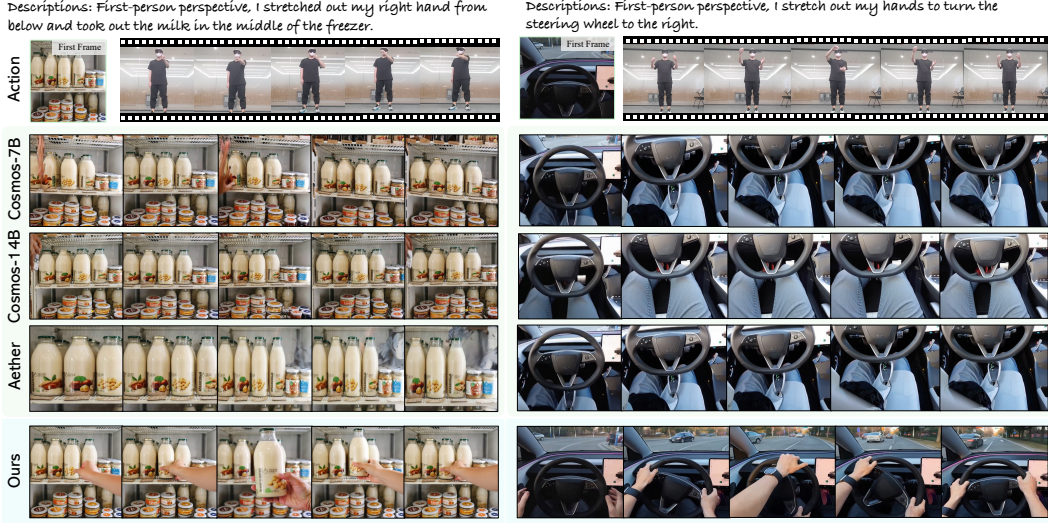 Descriptions: First-person perspective, I stretched out my right hand from
below and took out the milk in the middle of the freezer.
Descriptions: First-person perspective, I stretch out my hands to turn the
steering wheel to the right.
Action
First Frame
First Frame
Cosmos-7B
Cosmos-14B
Aether
Ours